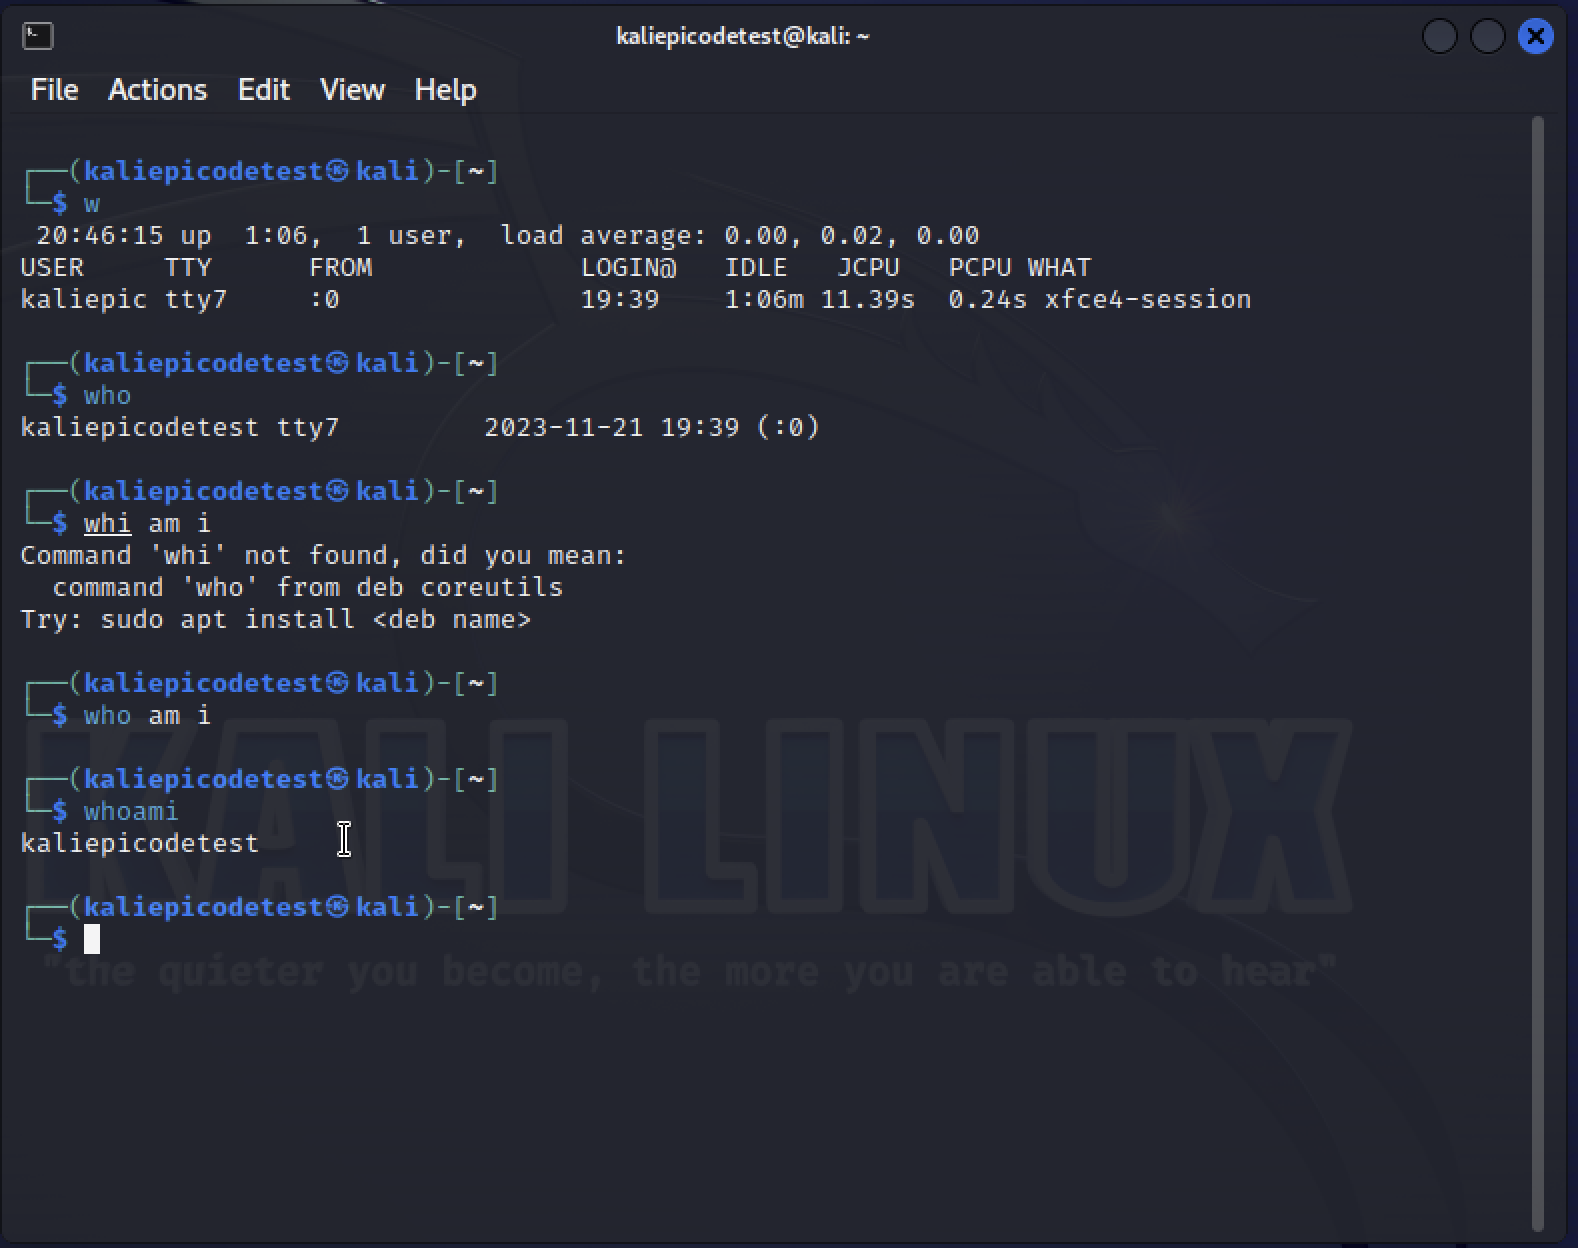 kaliepicodetest@kali: ~
File Actions Edit View Help
┌──(kaliepicodetest㉿kali)-[~]
└─$ w
 20:46:15 up  1:06,  1 user,  load average: 0.00, 0.02, 0.00
USER     TTY      FROM             LOGIN@   IDLE   JCPU   PCPU WHAT
kaliepic tty7     :0               19:39    1:06m 11.39s  0.24s xfce4-session
┌──(kaliepicodetest㉿kali)-[~]
└─$ who
kaliepicodetest tty7         2023-11-21 19:39 (:0)
┌──(kaliepicodetest㉿kali)-[~]
└─$ whi am i
Command 'whi' not found, did you mean:
  command 'who' from deb coreutils
Try: sudo apt install <deb name>
┌──(kaliepicodetest㉿kali)-[~]
└─$ who am i
┌──(kaliepicodetest㉿kali)-[~]
└─$ whoami
kaliepicodetest
┌──(kaliepicodetest㉿kali)-[~]
└─$
KALI LINUX
"the quieter you become, the more you are able to hear"